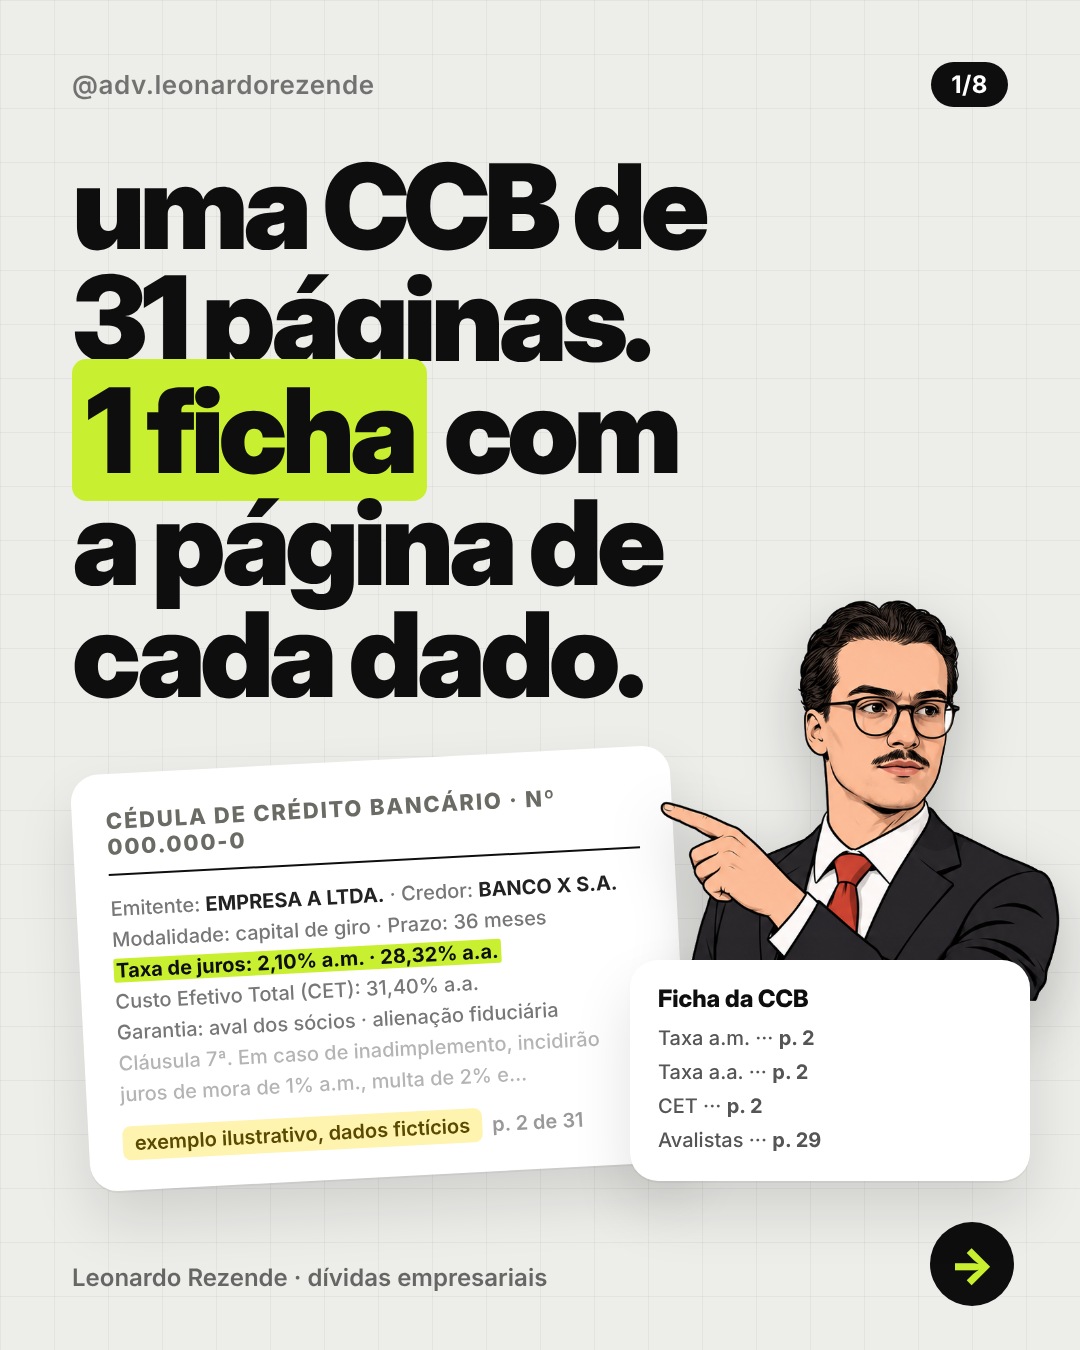 @adv.leonardorezende
1/8
uma CCB de
31 páginas.
1 ficha com
a página de
cada dado.
CÉDULA DE CRÉDITO BANCÁRIO · Nº
000.000-0
Emitente: EMPRESA A LTDA. · Credor: BANCO X S.A.
Modalidade: capital de giro · Prazo: 36 meses
Taxa de juros: 2,10% a.m. · 28,32% a.a.
Custo Efetivo Total (CET): 31,40% a.a.
Garantia: aval dos sócios · alienação fiduciária
Cláusula 7ª. Em caso de inadimplemento, incidirão
juros de mora de 1% a.m., multa de 2% e...
exemplo ilustrativo, dados fictícios p. 2 de 31
Ficha da CCB
Taxa a.m. ··· p. 2
Taxa a.a. ··· p. 2
CET ··· p. 2
Avalistas ··· p. 29
Leonardo Rezende · dívidas empresariais